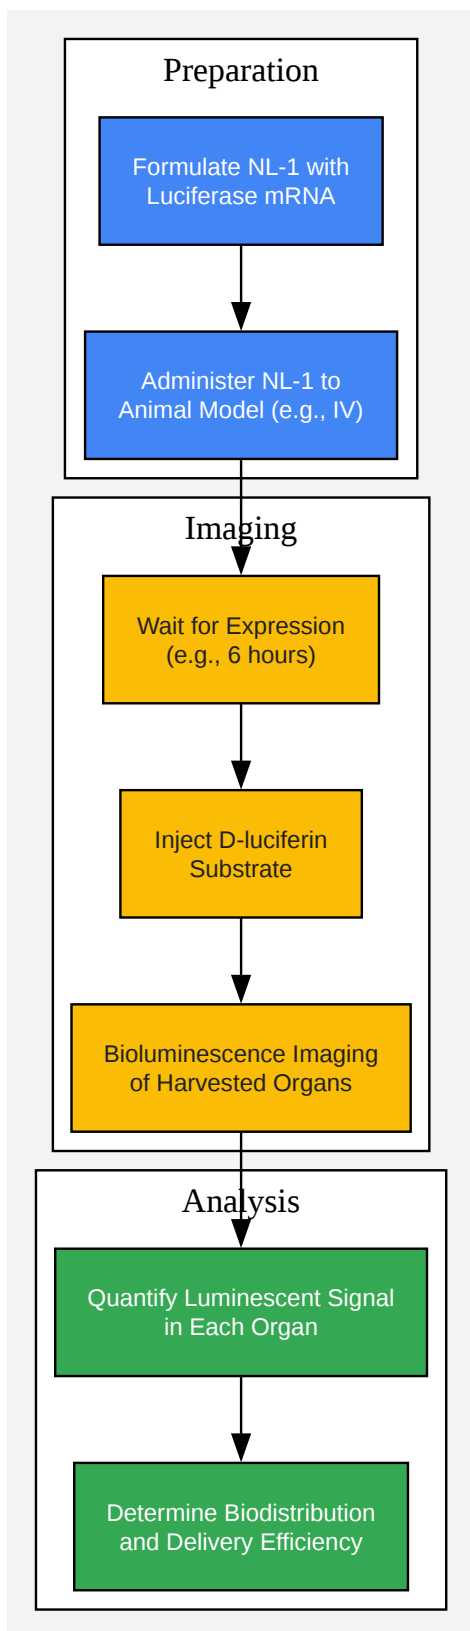 Preparation
Formulate NL-1 with
Luciferase mRNA
Administer NL-1 to
Animal Model (e.g., IV)
Imaging
Wait for Expression
(e.g., 6 hours)
Inject D-luciferin
Substrate
Bioluminescence Imaging
of Harvested Organs
Analysis
Quantify Luminescent Signal
in Each Organ
Determine Biodistribution
and Delivery Efficiency